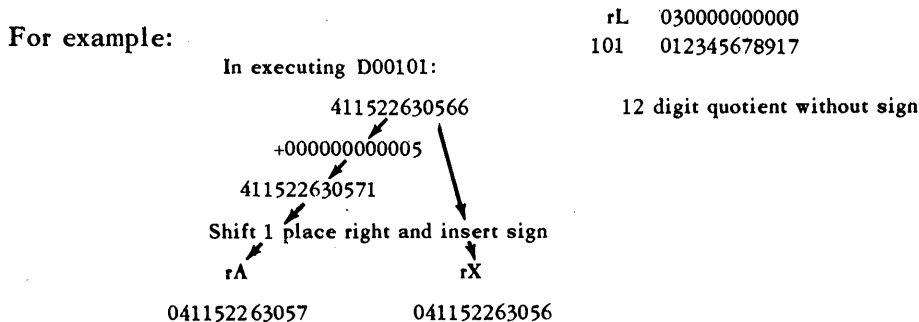 rL 030000000000
For example:
101 012345678917
In executing D00101:
411522630566 12 digit quotient without sign
+000000000005
411522630571
Shift 1 place right and insert sign
rA rX
041152263057 041152263056